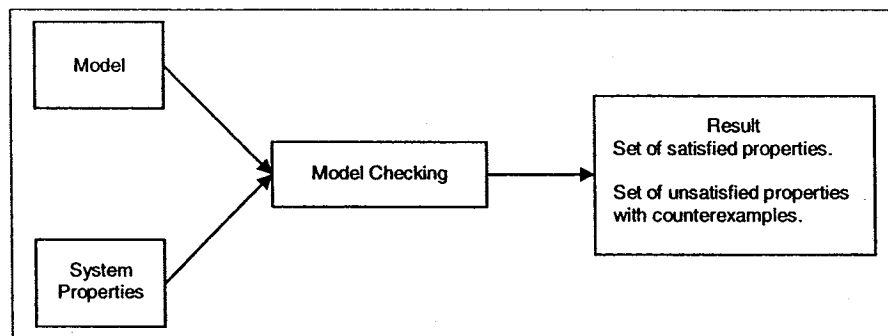 Model
System
Properties
Model Checking
Result
Set of satisfied properties.
Set of unsatisfied properties
with counterexamples.